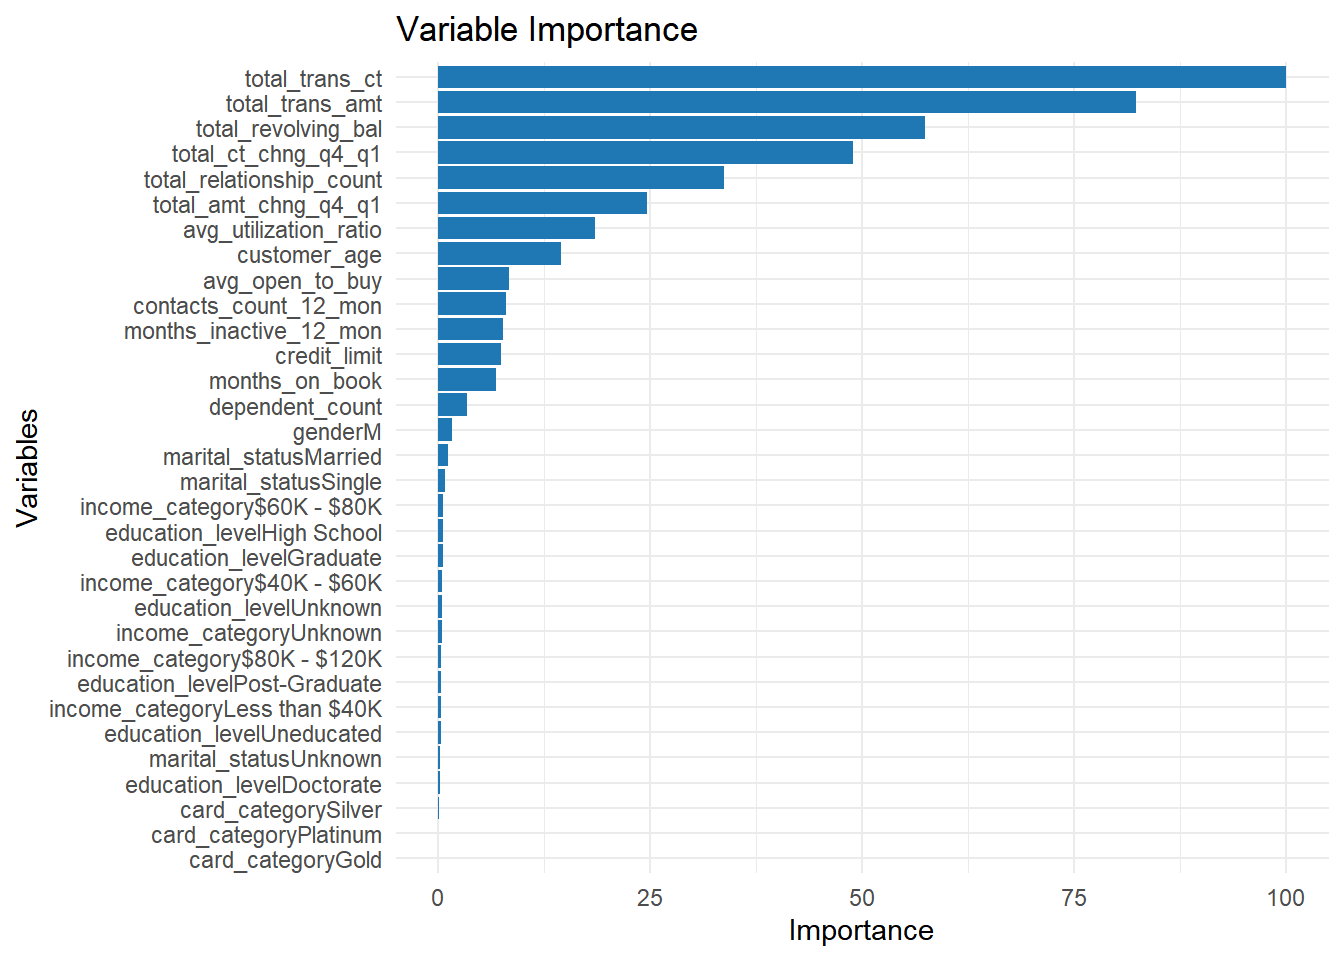 Variable Importance
total_trans_ct
total_trans_amt
total_revolving_bal
total_ct_chng_q4_q1
total_relationship_count
total_amt_chng_q4_q1
avg_utilization_ratio
customer_age
avg_open_to_buy
contacts_count_12_mon
months_inactive_12_mon
credit_limit
months_on_book
dependent_count
genderM
marital_statusMarried
marital_statusSingle
income_category$60K - $80K
education_levelHigh School
education_levelGraduate
income_category$40K - $60K
education_levelUnknown
income_categoryUnknown
income_category$80K - $120K
education_levelPost-Graduate
income_categoryLess than $40K
education_levelUneducated
marital_statusUnknown
education_levelDoctorate
card_categorySilver
card_categoryPlatinum
card_categoryGold
Variables
0 25 50 75 100
Importance